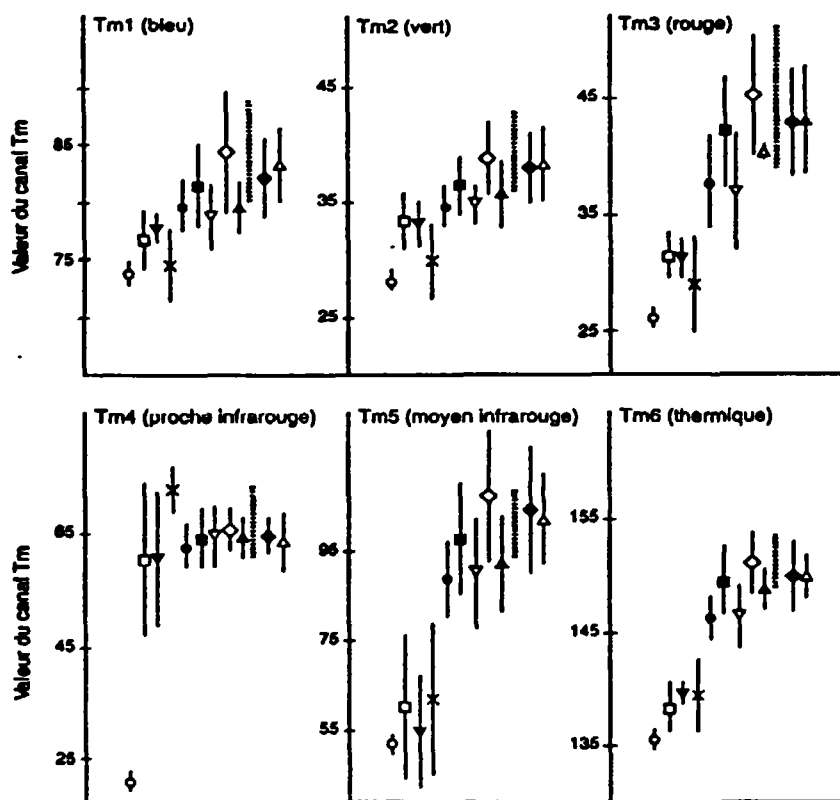 Tm1 (bleu)
Tm2 (vert)
Tm3 (rouge)
Valeur du canal Tm
85
75
45
35
25
45
35
25
Tm4 (proche infrarouge)
Tm5 (moyen infrarouge)
Tm6 (thermique)
Valeur du canal Tm
65
45
25
95
75
55
155
145
135